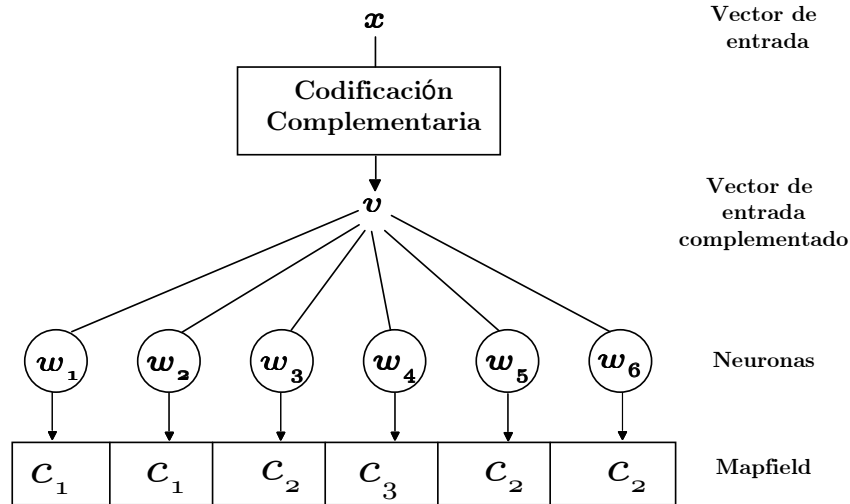 x
Vector de
entrada
Codificación
Complementaria
v
Vector de
entrada
complementado
w₁ w₂ w₃ w₄ w₅ w₆
Neuronas
c₁ c₁ c₂ c₃ c₂ c₂
Mapfield